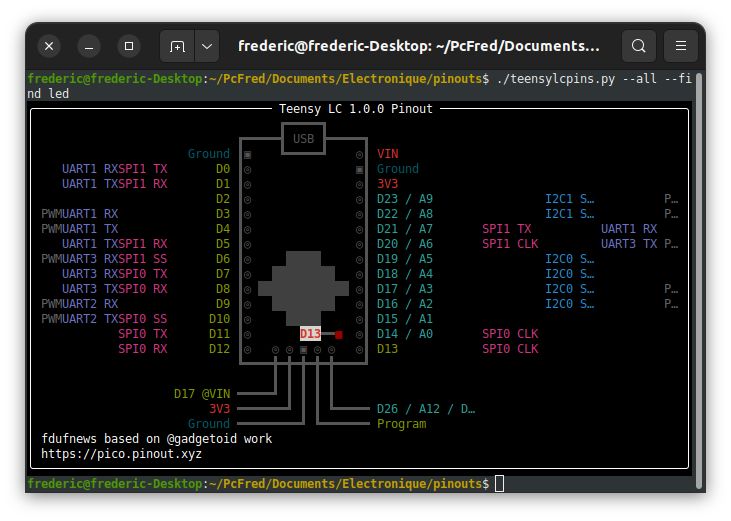 frederic@frederic-Desktop: ~/PcFred/Documents...
frederic@frederic-Desktop:~/PcFred/Documents/Electronique/pinouts$ ./teensylcpins.py --all --fi
nd led
Teensy LC 1.0.0 Pinout
USB
Ground VIN
UART1 RXSPI1 TX D0 Ground
UART1 TXSPI1 RX D1 3V3
D2 D23 / A9 I2C1 S… P…
PWMUART1 RX D3 D22 / A8 I2C1 S… P…
PWMUART1 TX D4 D21 / A7 SPI1 TX UART1 RX
UART1 TXSPI1 RX D5 D20 / A6 SPI1 CLK UART3 TX P…
PWMUART3 RXSPI1 SS D6 D19 / A5 I2C0 S…
UART3 RXSPI0 TX D7 D18 / A4 I2C0 S…
UART3 TXSPI0 RX D8 D17 / A3 I2C0 S… P…
PWMUART2 RX D9 D16 / A2 I2C0 S… P…
PWMUART2 TXSPI0 SS D10 D15 / A1
SPI0 TX D11 D13 D14 / A0 SPI0 CLK
SPI0 RX D12 D13 SPI0 CLK
D17 @VIN
3V3 D26 / A12 / D…
Ground Program
fdufnews based on @gadgetoid work
https://pico.pinout.xyz
frederic@frederic-Desktop:~/PcFred/Documents/Electronique/pinouts$